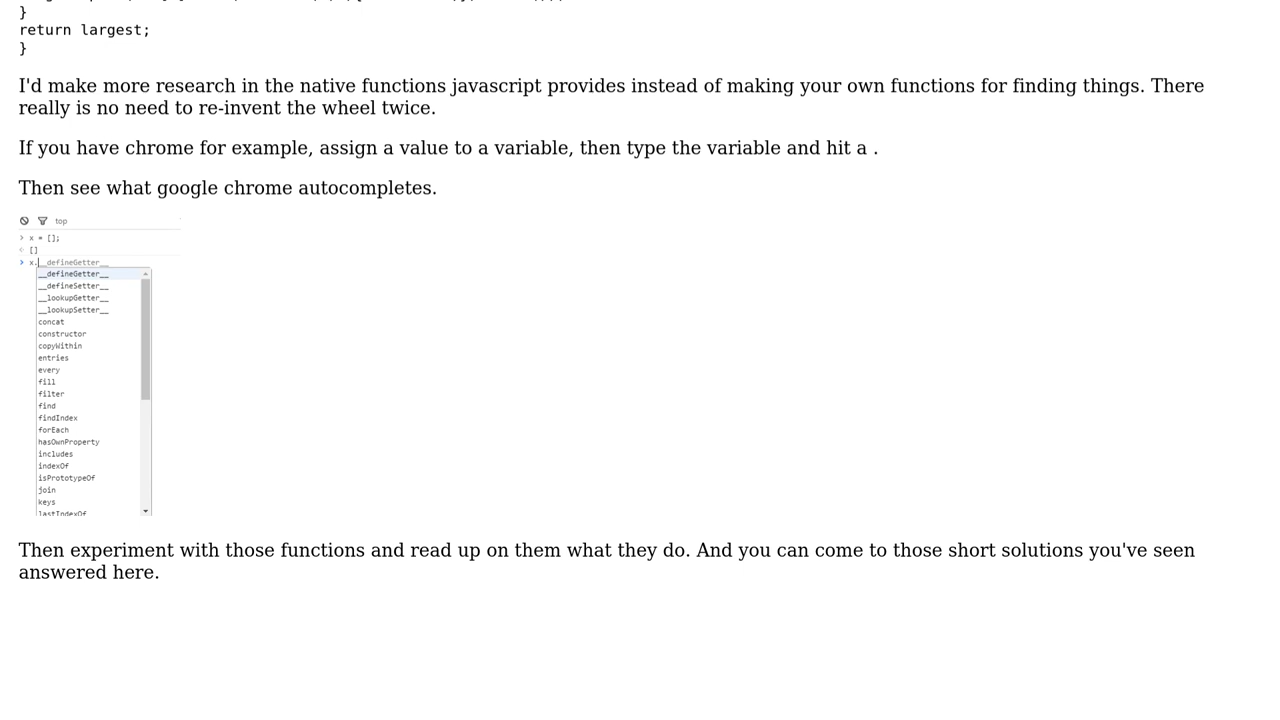 }
return largest;
}
I'd make more research in the native functions javascript provides instead of making your own functions for finding things. There
really is no need to re-invent the wheel twice.
If you have chrome for example, assign a value to a variable, then type the variable and hit a .
Then see what google chrome autocompletes.
top
> x = [];
< []
> x.__defineGetter__
__defineGetter__
__defineSetter__
__lookupGetter__
__lookupSetter__
concat
constructor
copyWithin
entries
every
fill
filter
find
findIndex
forEach
hasOwnProperty
includes
indexOf
isPrototypeOf
join
keys
lastIndexOf
Then experiment with those functions and read up on them what they do. And you can come to those short solutions you've seen
answered here.